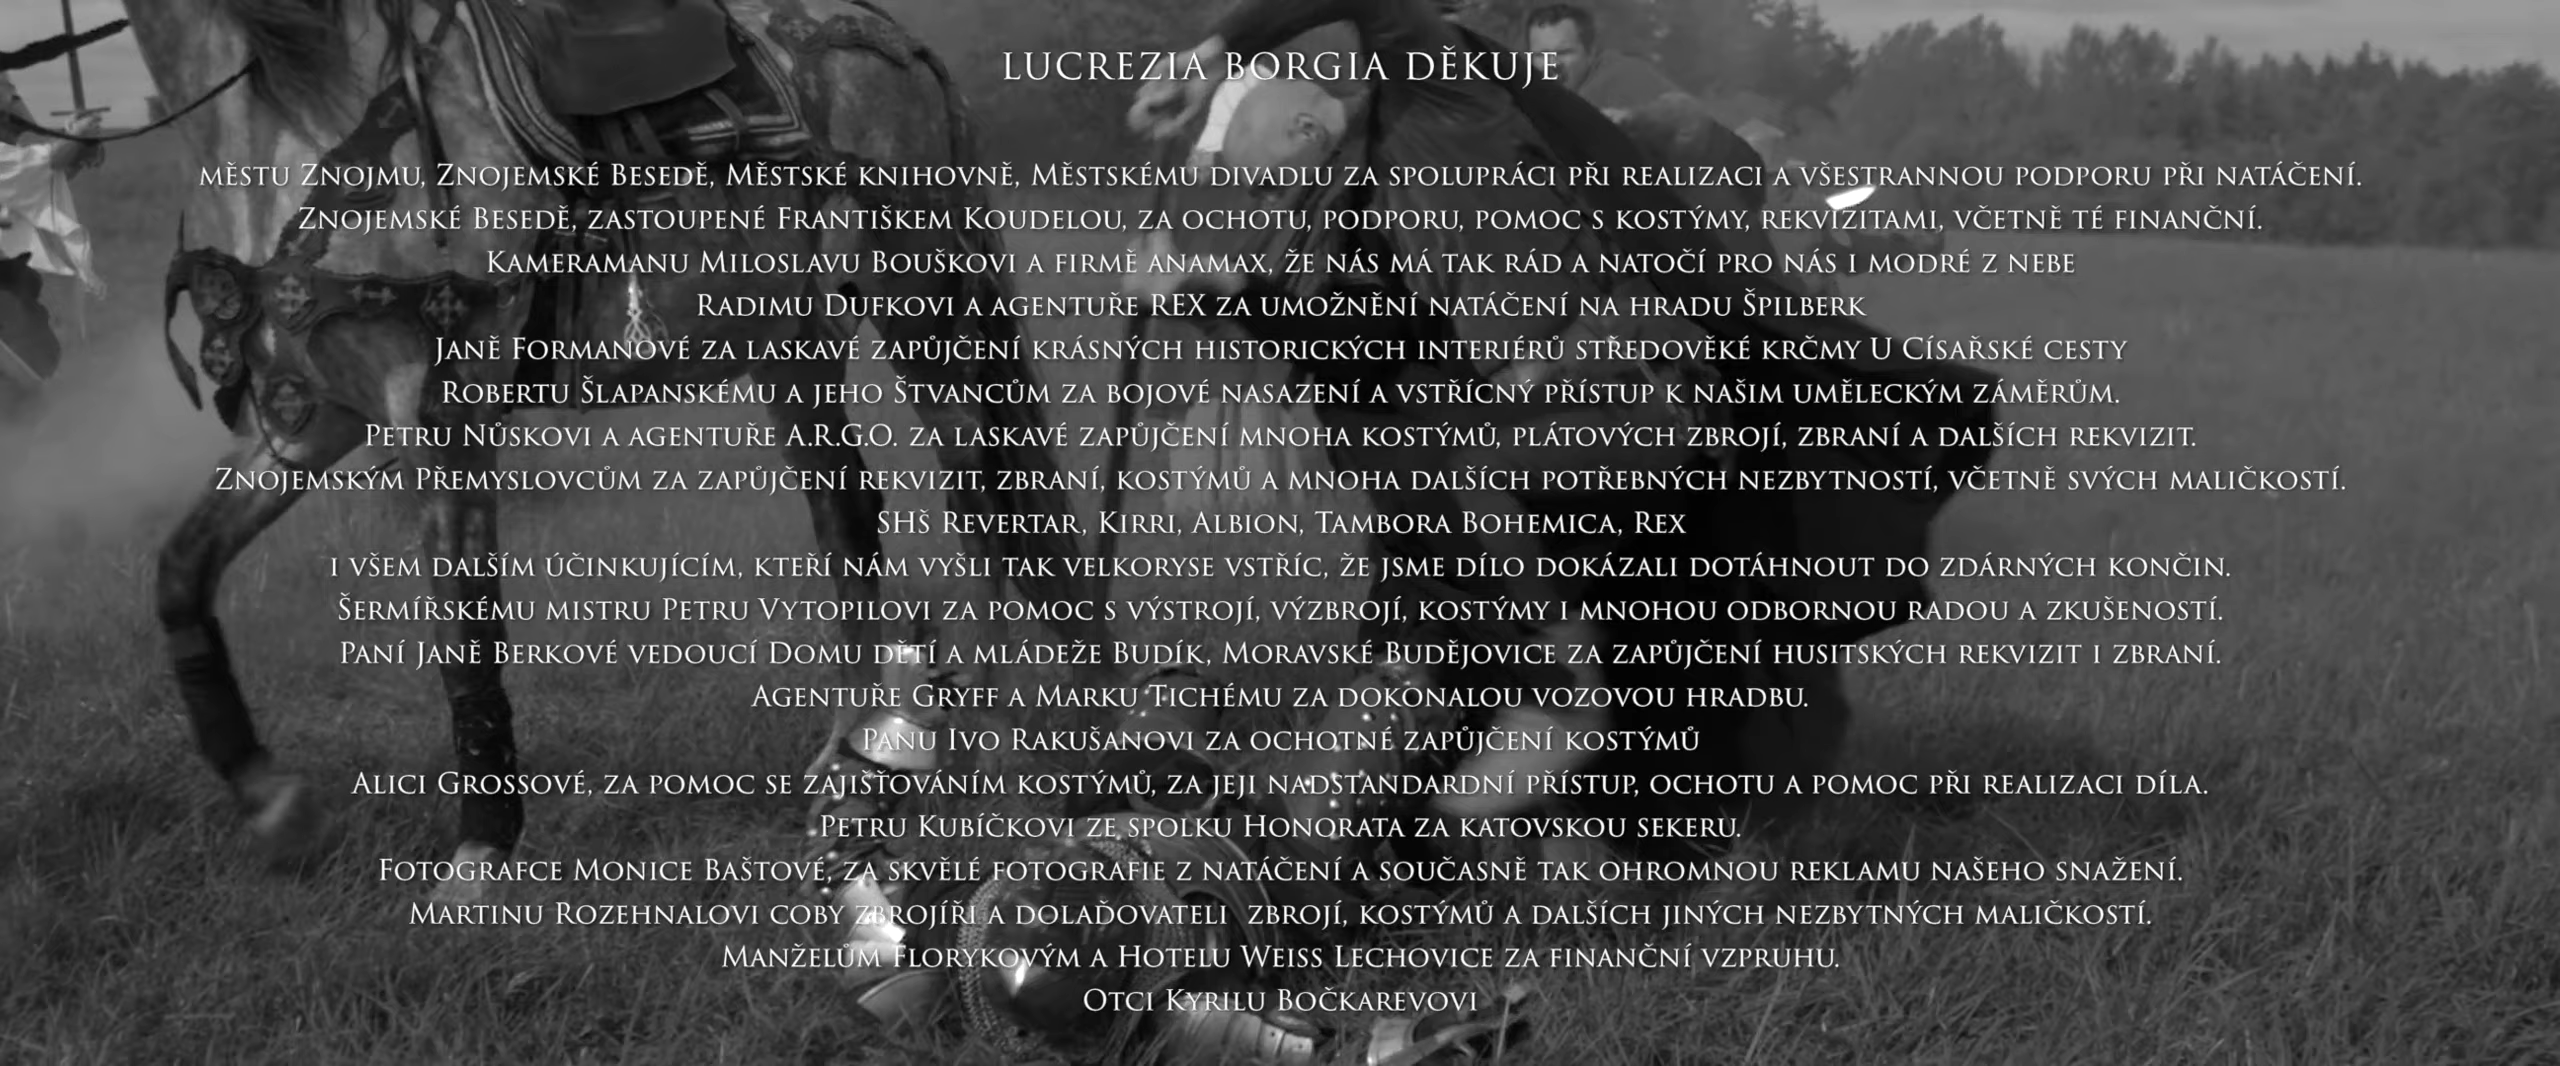 LUCREZIA BORGIA DĚKUJE
městu Znojmu, Znojemské Besedě, Městské knihovně, Městskému divadlu za spolupráci při realizaci a všestrannou podporu při natáčení.
Znojemské Besedě, zastoupené Františkem Koudelou, za ochotu, podporu, pomoc s kostýmy, rekvizitami, včetně té finanční.
Kameramanu Miloslavu Bouškovi a firmě anamax, že nás má tak rád a natočí pro nás i modré z nebe
Radimu Dufkovi a agentuře REX za umožnění natáčení na hradu Špilberk
Janě Formanové za laskavé zapůjčení krásných historických interiérů středověké krčmy U Císařské cesty
Robertu Šlapanskému a jeho Štvancům za bojové nasazení a vstřícný přístup k našim uměleckým záměrům.
Petru Nůskovi a agentuře A.R.G.O. za laskavé zapůjčení mnoha kostýmů, plátových zbrojí, zbraní a dalších rekvizit.
Znojemským Přemyslovcům za zapůjčení rekvizit, zbraní, kostýmů a mnoha dalších potřebných nezbytností, včetně svých maličkostí.
SHš Revertar, Kirri, Albion, Tambora Bohemica, Rex
i všem dalším účinkujícím, kteří nám vyšli tak velkoryse vstříc, že jsme dílo dokázali dotáhnout do zdárných končin.
Šermířskému mistru Petru Vytopilovi za pomoc s výstrojí, výzbrojí, kostýmy i mnohou odbornou radou a zkušeností.
Paní Janě Berkové vedoucí Domu dětí a mládeže Budík, Moravské Budějovice za zapůjčení husitských rekvizit i zbraní.
Agentuře Gryff a Marku Tichému za dokonalou vozovou hradbu.
Panu Ivo Rakušanovi za ochotné zapůjčení kostýmů
Alici Grossové, za pomoc se zajišťováním kostýmů, za jeji nadstandardní přístup, ochotu a pomoc při realizaci díla.
Petru Kubíčkovi ze spolku Honorata za katovskou sekeru.
Fotografce Monice Baštové, za skvělé fotografie z natáčení a současně tak ohromnou reklamu našeho snažení.
Martinu Rozehnalovi coby zbrojíři a dolaďovateli zbrojí, kostýmů a dalších jiných nezbytných maličkostí.
Manželům Florykovým a Hotelu Weiss Lechovice za finanční vzpruhu.
Otci Kyrilu Bočkarevovi